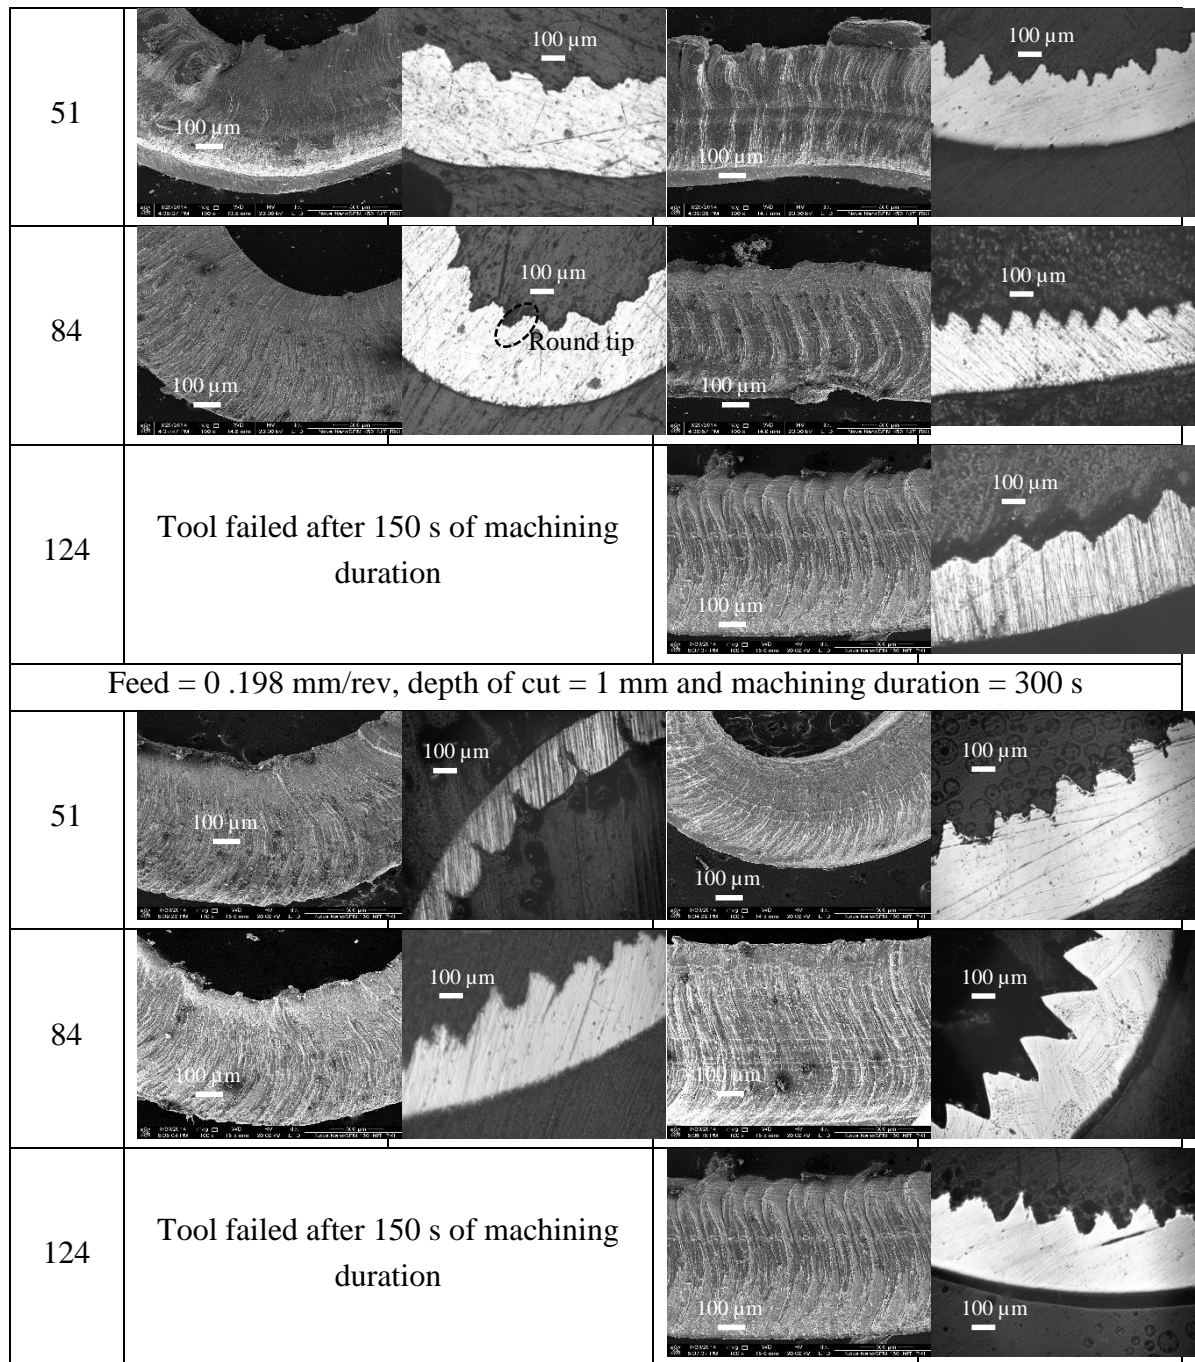 51
100 µm
100 µm
100 µm
100 µm
84
100 µm
100 µm
Round tip
100 µm
100 µm
124
Tool failed after 150 s of machining
duration
100 µm
100 µm
Feed = 0 .198 mm/rev, depth of cut = 1 mm and machining duration = 300 s
51
100 µm
100 µm
100 µm
100 µm
84
100 µm
100 µm
100 µm
100 µm
124
Tool failed after 150 s of machining
duration
100 µm
100 µm